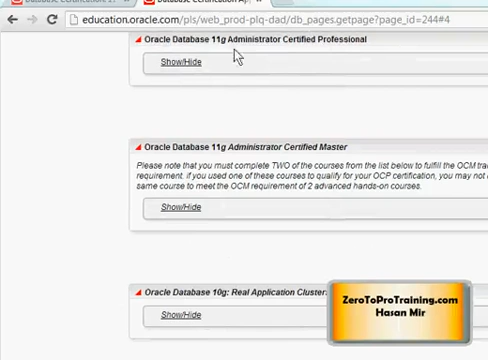 education.oracle.com/pls/web_prod-plq-dad/db_pages.getpage?page_id=244#4
Oracle Database 11g Administrator Certified Professional
Show/Hide
Oracle Database 11g Administrator Certified Master
Please note that you must complete TWO of the courses from the list below to fulfill the OCM tra
requirement. if you used one of these courses to qualify for your OCP certification, you may not
same course to meet the OCM requirement of 2 advanced hands-on courses.
Show/Hide
Oracle Database 10g: Real Application Clusters
Show/Hide
ZeroToProTraining.com
Hasan Mir